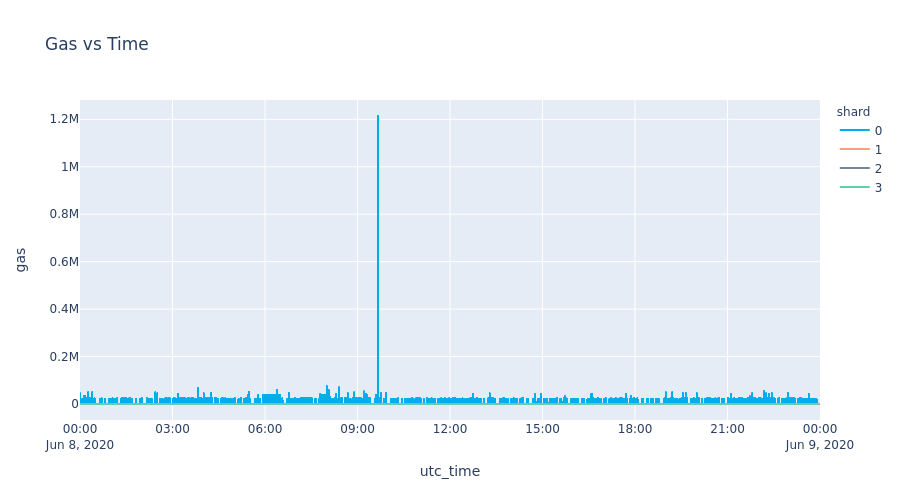 Gas vs Time
shard
0
1
2
3
gas
1.2M
1M
0.8M
0.6M
0.4M
0.2M
0
00:00 03:00 06:00 09:00 12:00 15:00 18:00 21:00 00:00
Jun 8, 2020 Jun 9, 2020
utc_time